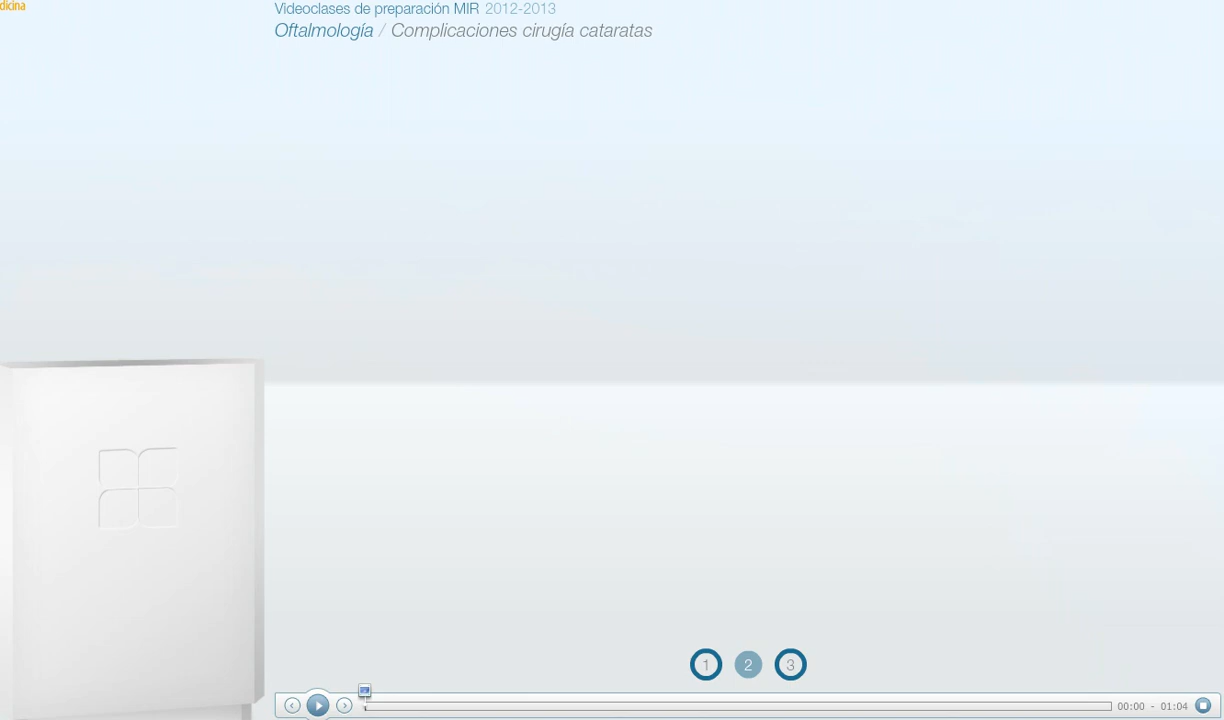 dicina
Videoclases de preparación MIR 2012-2013
Oftalmología / Complicaciones cirugía cataratas
1 2 3
00:00 - 01:04